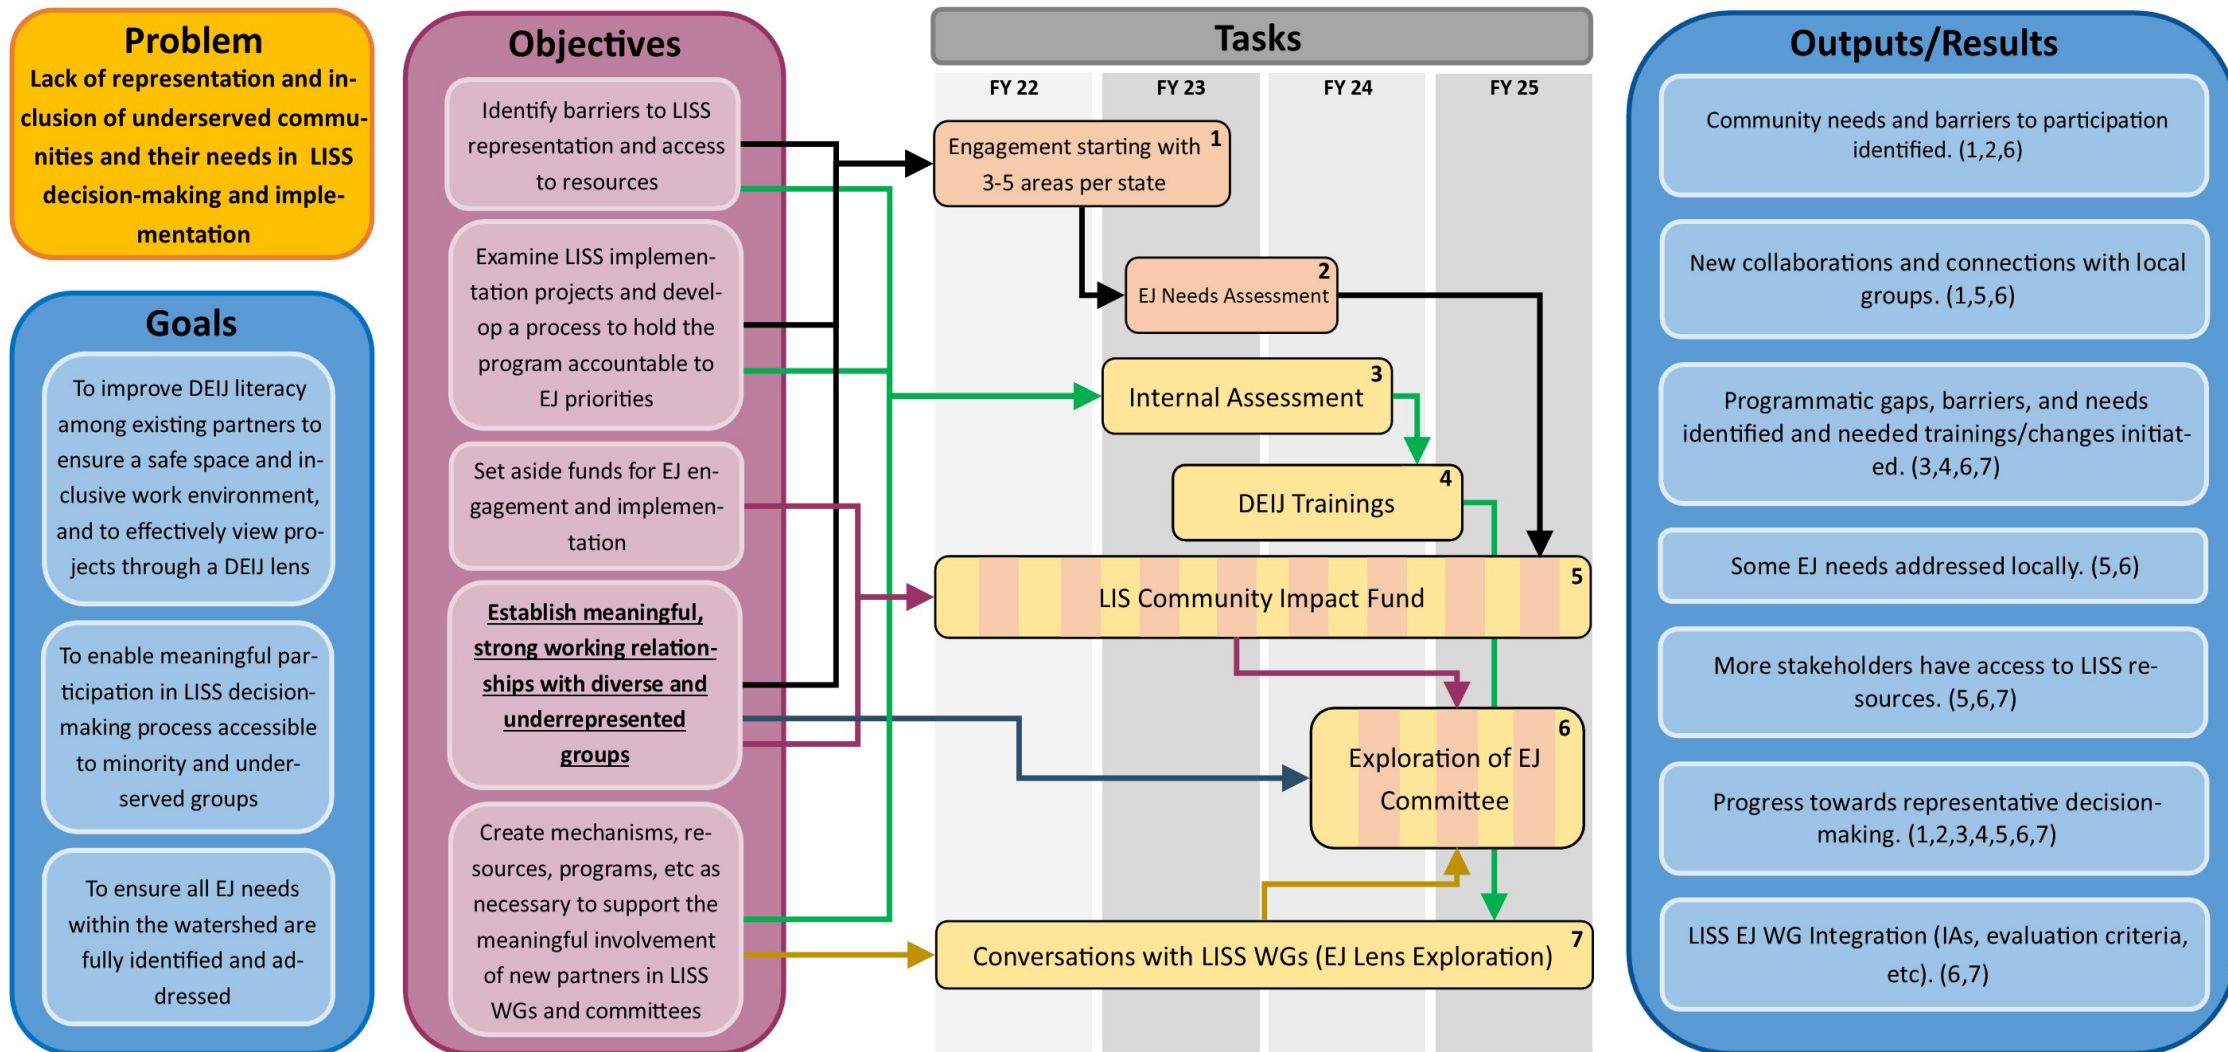 Problem
Lack of representation and in-
clusion of underserved commu-
nities and their needs in LISS
decision-making and imple-
mentation
Goals
To improve DEIJ literacy
among existing partners to
ensure a safe space and in-
clusive work environment,
and to effectively view pro-
jects through a DEIJ lens
To enable meaningful par-
ticipation in LISS decision-
making process accessible
to minority and under-
served groups
To ensure all EJ needs
within the watershed are
fully identified and ad-
dressed
Objectives
Identify barriers to LISS
representation and access
to resources
Examine LISS implemen-
tation projects and devel-
op a process to hold the
program accountable to
EJ priorities
Set aside funds for EJ en-
gagement and implemen-
tation
Establish meaningful,
strong working relation-
ships with diverse and
underrepresented
groups
Create mechanisms, re-
sources, programs, etc as
necessary to support the
meaningful involvement
of new partners in LISS
WGs and committees
Tasks
FY 22
FY 23
FY 24
FY 25
Engagement starting with
3-5 areas per state
1
EJ Needs Assessment
2
Internal Assessment
3
DEIJ Trainings
4
LIS Community Impact Fund
5
Exploration of EJ
Committee
6
Conversations with LISS WGs (EJ Lens Exploration)
7
Outputs/Results
Community needs and barriers to participation
identified. (1,2,6)
New collaborations and connections with local
groups. (1,5,6)
Programmatic gaps, barriers, and needs
identified and needed trainings/changes initiat-
ed. (3,4,6,7)
Some EJ needs addressed locally. (5,6)
More stakeholders have access to LISS re-
sources. (5,6,7)
Progress towards representative decision-
making. (1,2,3,4,5,6,7)
LISS EJ WG Integration (IAs, evaluation criteria,
etc). (6,7)